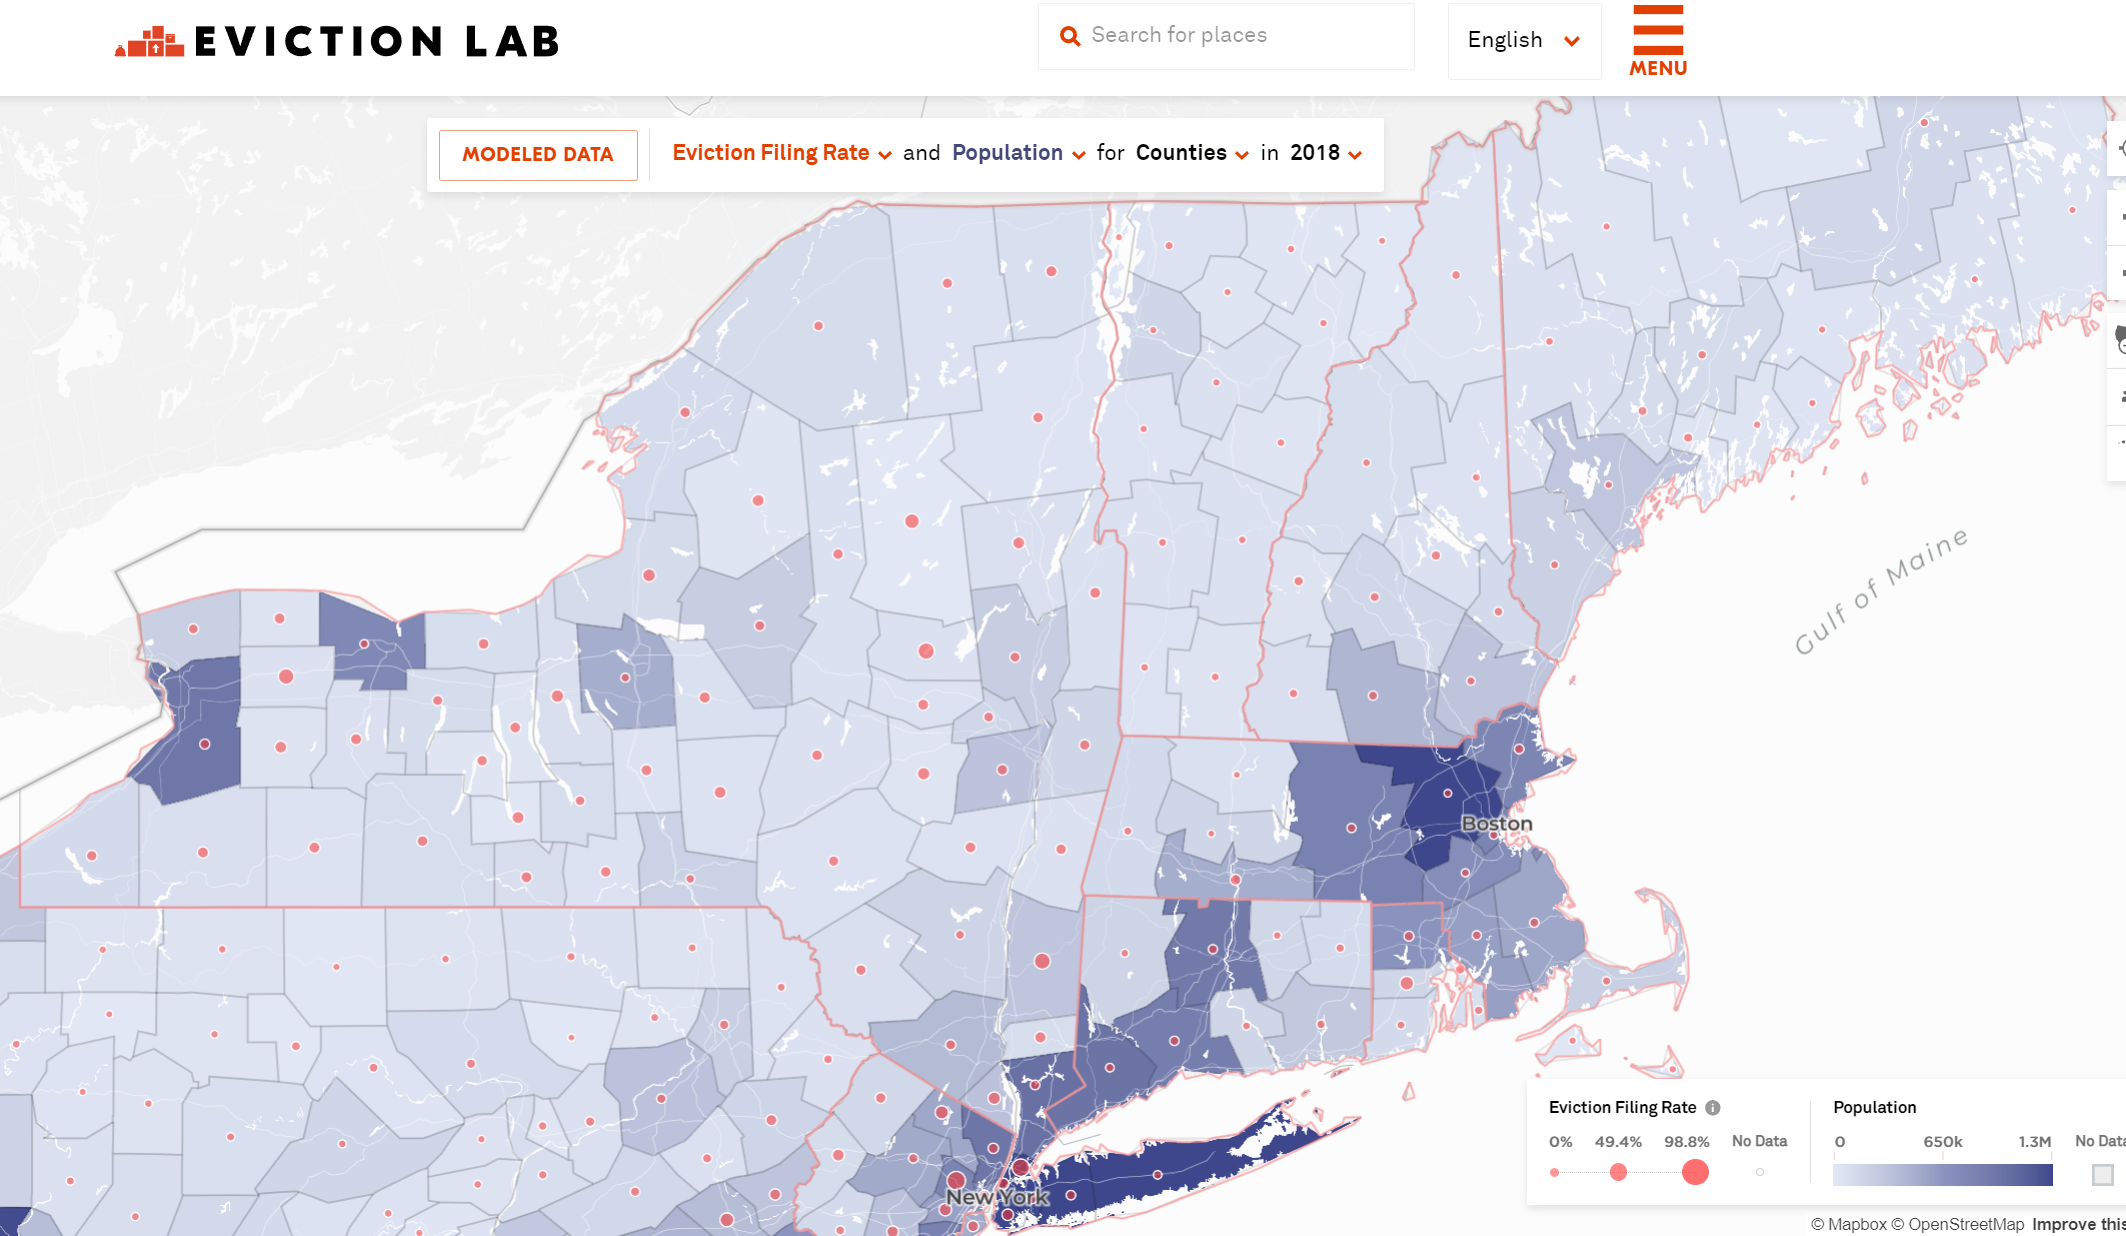 EVICTION LAB
Search for places
English
MENU
MODELED DATA
Eviction Filing Rate and Population for Counties in 2018
Gulf of Maine
Boston
New York
Eviction Filing Rate
0% 49.4% 98.8% No Data
Population
0 650k 1.3M No Data
© Mapbox © OpenStreetMap Improve this